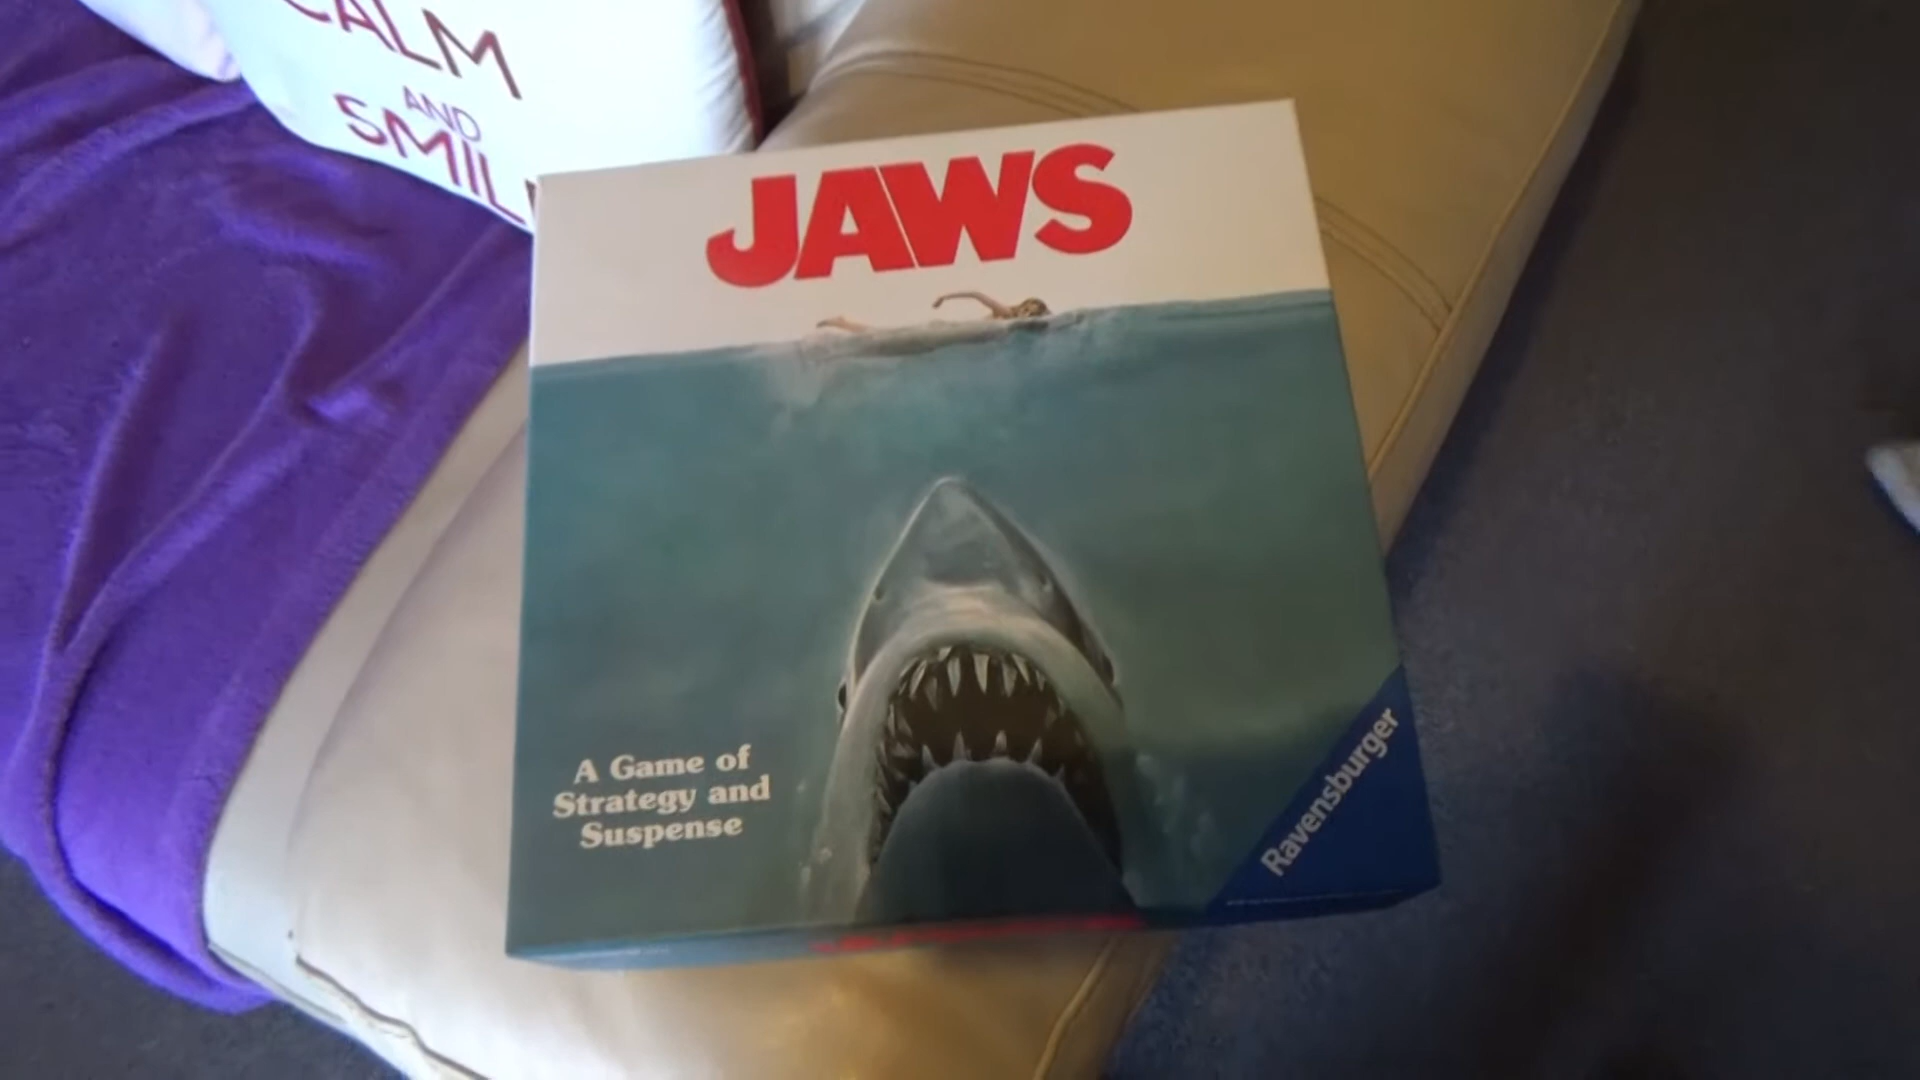 CALM
AND
SMIL
JAWS
A Game of
Strategy and
Suspense
Ravensburger